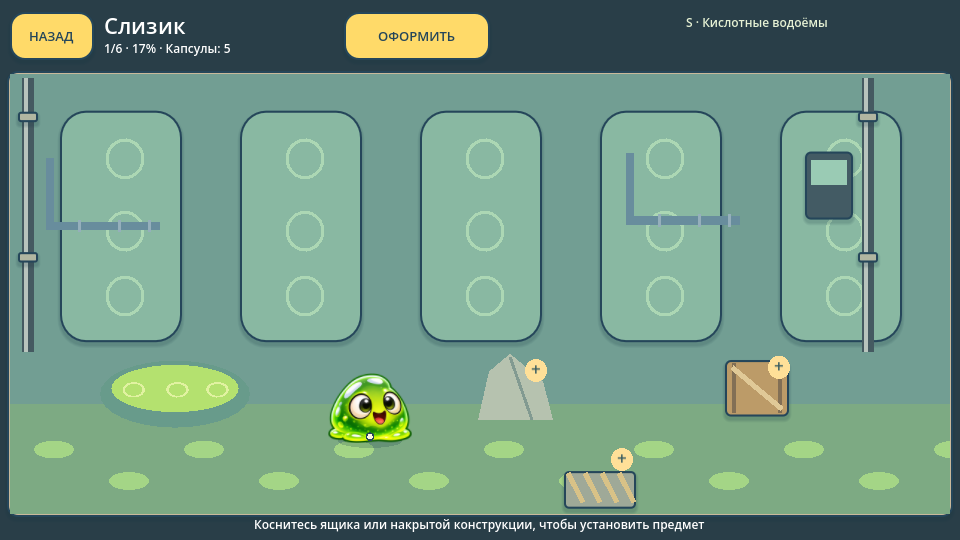 НАЗАД
Слизик
1/6 · 17% · Капсулы: 5
ОФОРМИТЬ
S · Кислотные водоёмы
+
+
+
Коснитесь ящика или накрытой конструкции, чтобы установить предмет